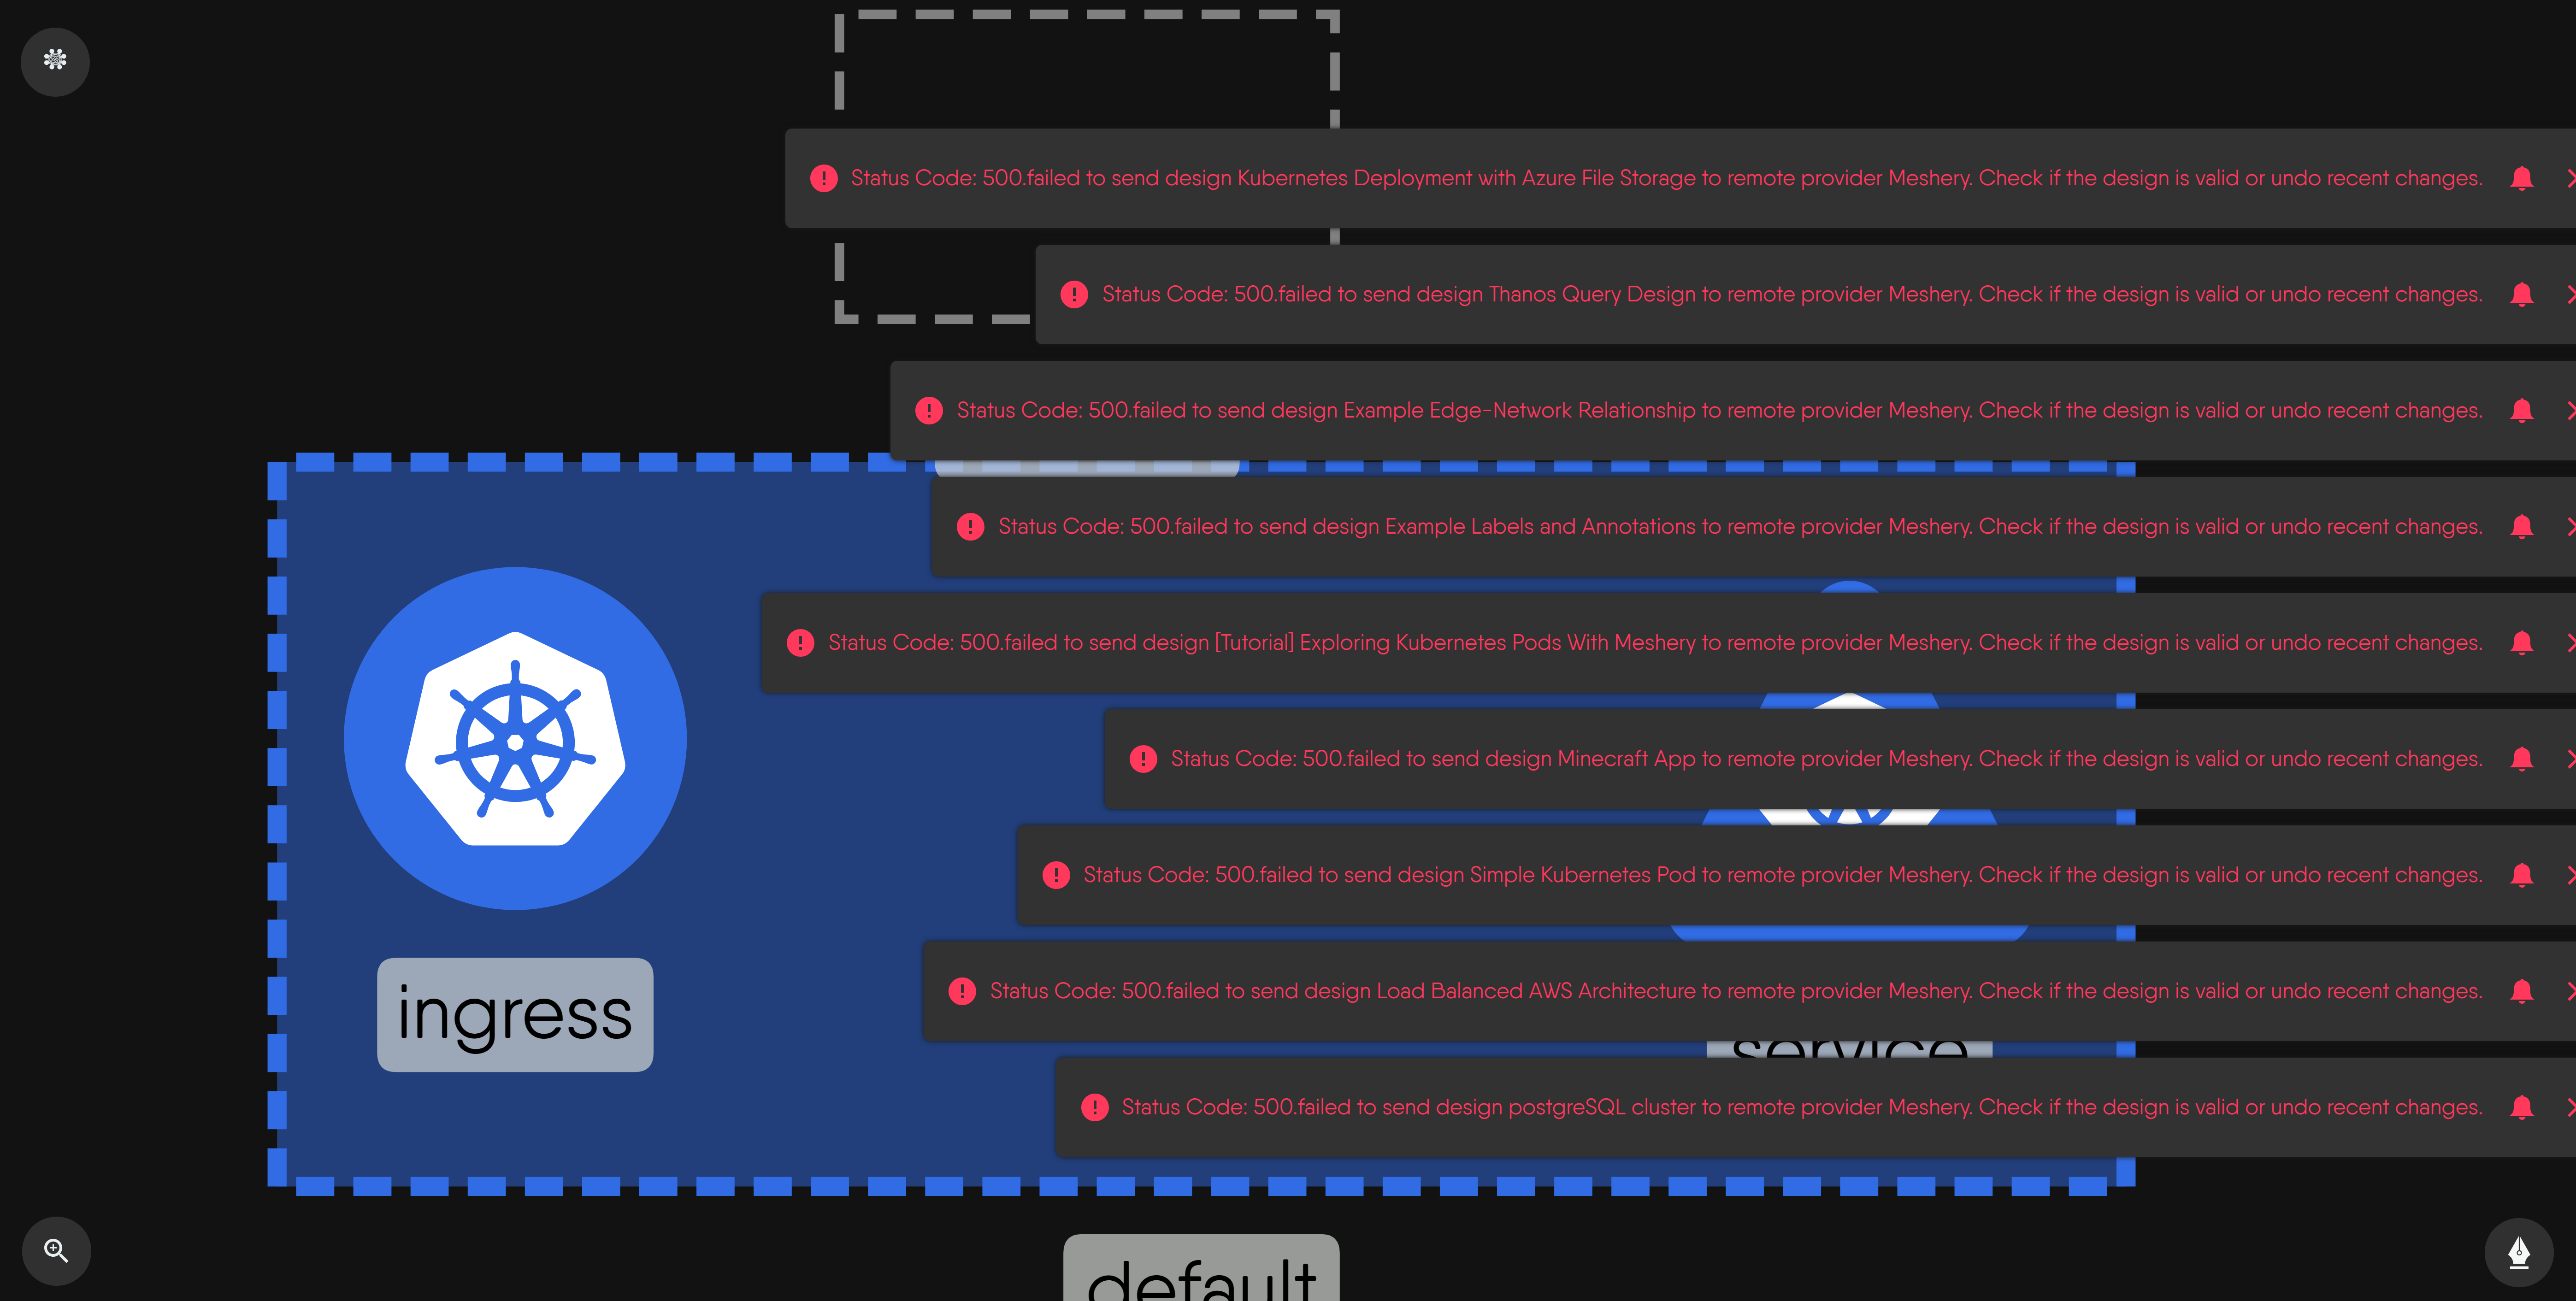 Status Code: 500.failed to send design Kubernetes Deployment with Azure File Storage to remote provider Meshery. Check if the design is valid or undo recent changes.
Status Code: 500.failed to send design Thanos Query Design to remote provider Meshery. Check if the design is valid or undo recent changes.
Status Code: 500.failed to send design Example Edge-Network Relationship to remote provider Meshery. Check if the design is valid or undo recent changes.
Status Code: 500.failed to send design Example Labels and Annotations to remote provider Meshery. Check if the design is valid or undo recent changes.
Status Code: 500.failed to send design [Tutorial] Exploring Kubernetes Pods With Meshery to remote provider Meshery. Check if the design is valid or undo recent changes.
Status Code: 500.failed to send design Minecraft App to remote provider Meshery. Check if the design is valid or undo recent changes.
Status Code: 500.failed to send design Simple Kubernetes Pod to remote provider Meshery. Check if the design is valid or undo recent changes.
Status Code: 500.failed to send design Load Balanced AWS Architecture to remote provider Meshery. Check if the design is valid or undo recent changes.
ingress
service
Status Code: 500.failed to send design postgreSQL cluster to remote provider Meshery. Check if the design is valid or undo recent changes.
default